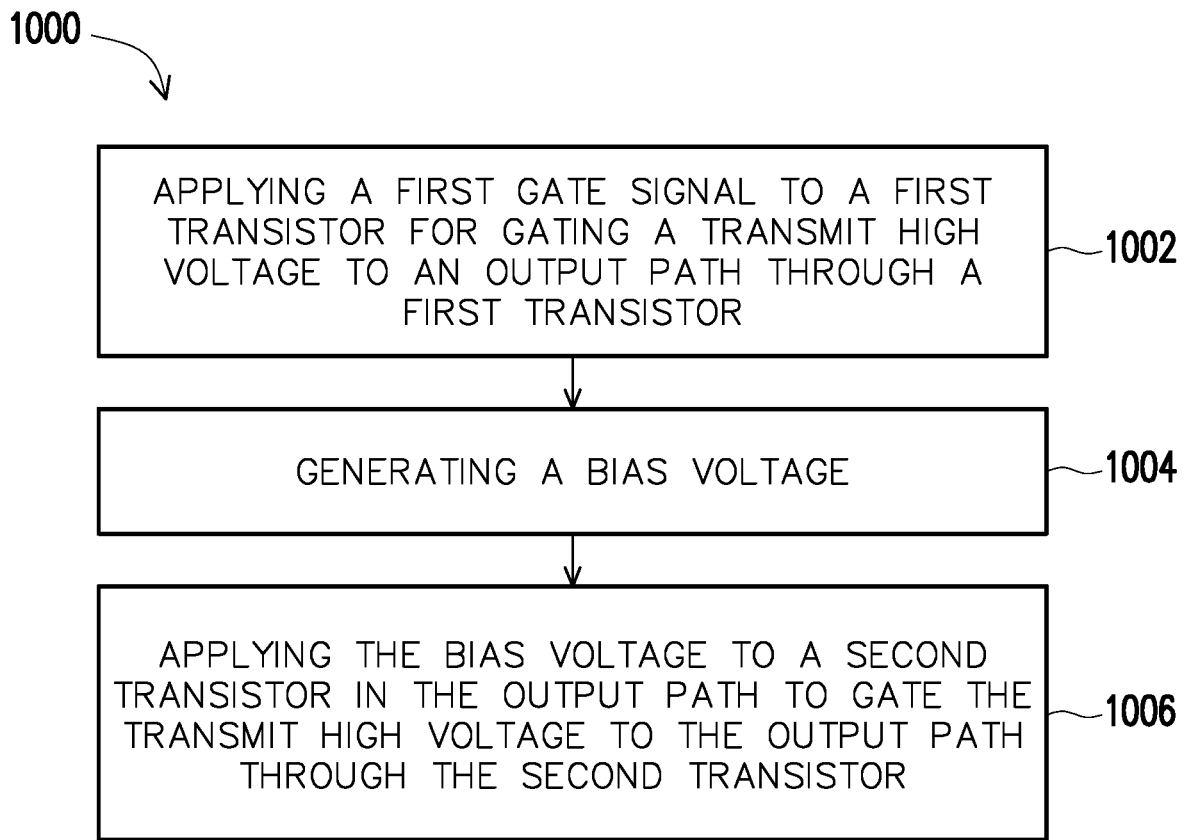 1000
APPLYING A FIRST GATE SIGNAL TO A FIRST
TRANSISTOR FOR GATING A TRANSMIT HIGH
VOLTAGE TO AN OUTPUT PATH THROUGH A
FIRST TRANSISTOR
1002
GENERATING A BIAS VOLTAGE
1004
APPLYING THE BIAS VOLTAGE TO A SECOND
TRANSISTOR IN THE OUTPUT PATH TO GATE THE
TRANSMIT HIGH VOLTAGE TO THE OUTPUT PATH
THROUGH THE SECOND TRANSISTOR
1006